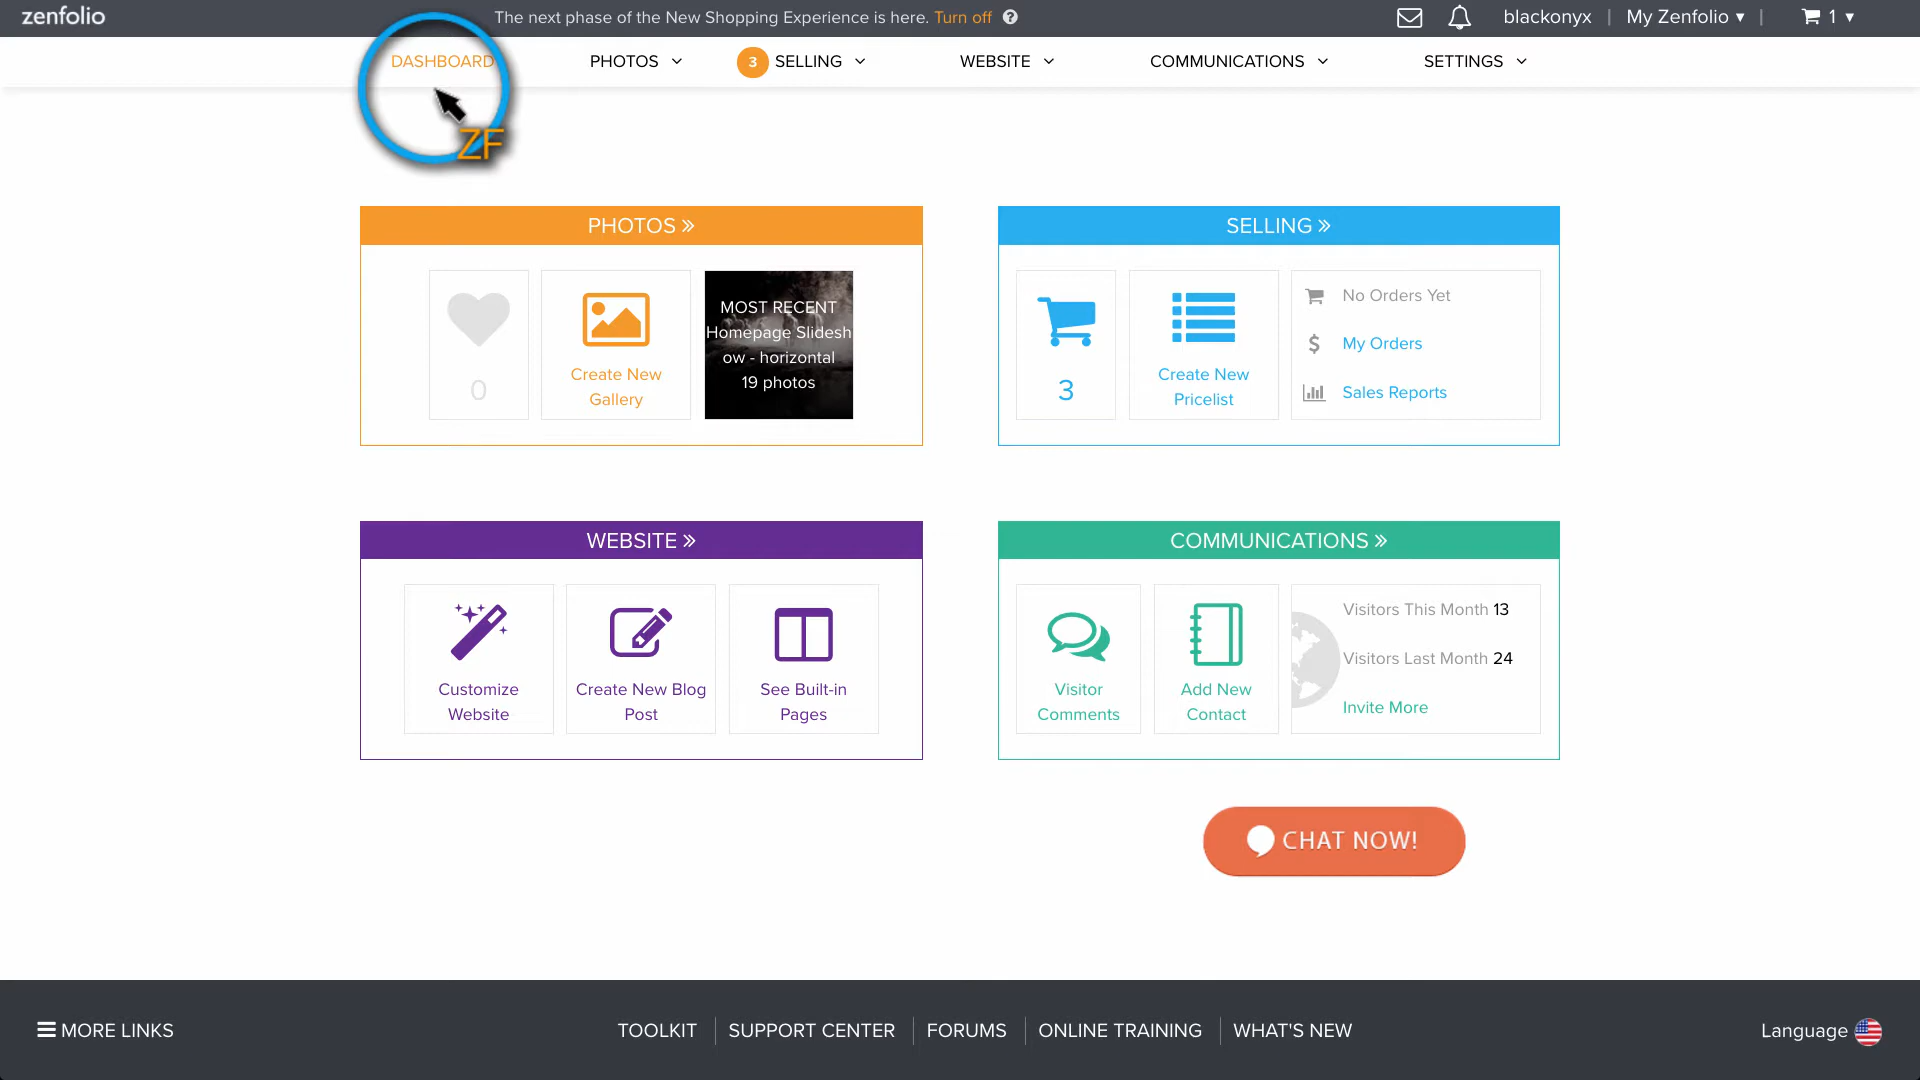 zenfolio
The next phase of the New Shopping Experience is here. Turn off
blackonyx | My Zenfolio ▾ | 1 ▾
DASHBOARD
PHOTOS
3 SELLING
WEBSITE
COMMUNICATIONS
SETTINGS
ZF
PHOTOS »
0
Create New
Gallery
MOST RECENT
Homepage Slidesh
ow - horizontal
19 photos
SELLING »
3
Create New
Pricelist
No Orders Yet
My Orders
Sales Reports
WEBSITE »
Customize
Website
Create New Blog
Post
See Built-in
Pages
COMMUNICATIONS »
Visitor
Comments
Add New
Contact
Visitors This Month 13
Visitors Last Month 24
Invite More
CHAT NOW!
MORE LINKS
TOOLKIT | SUPPORT CENTER | FORUMS | ONLINE TRAINING | WHAT'S NEW
Language